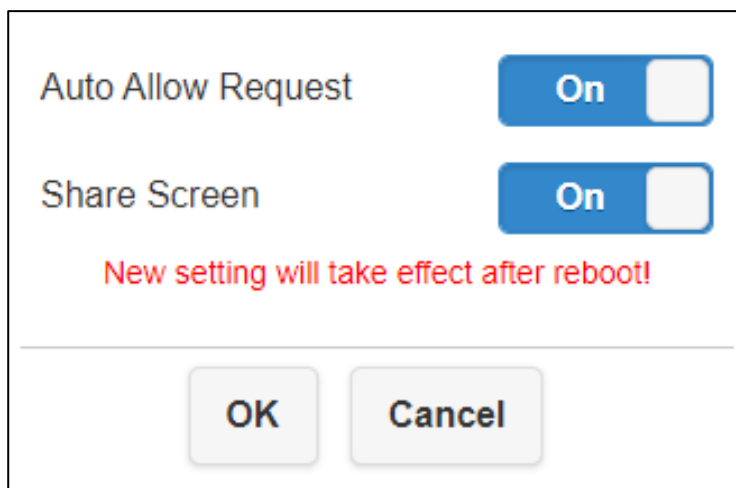 Auto Allow Request On
Share Screen On
New setting will take effect after reboot!
OK Cancel